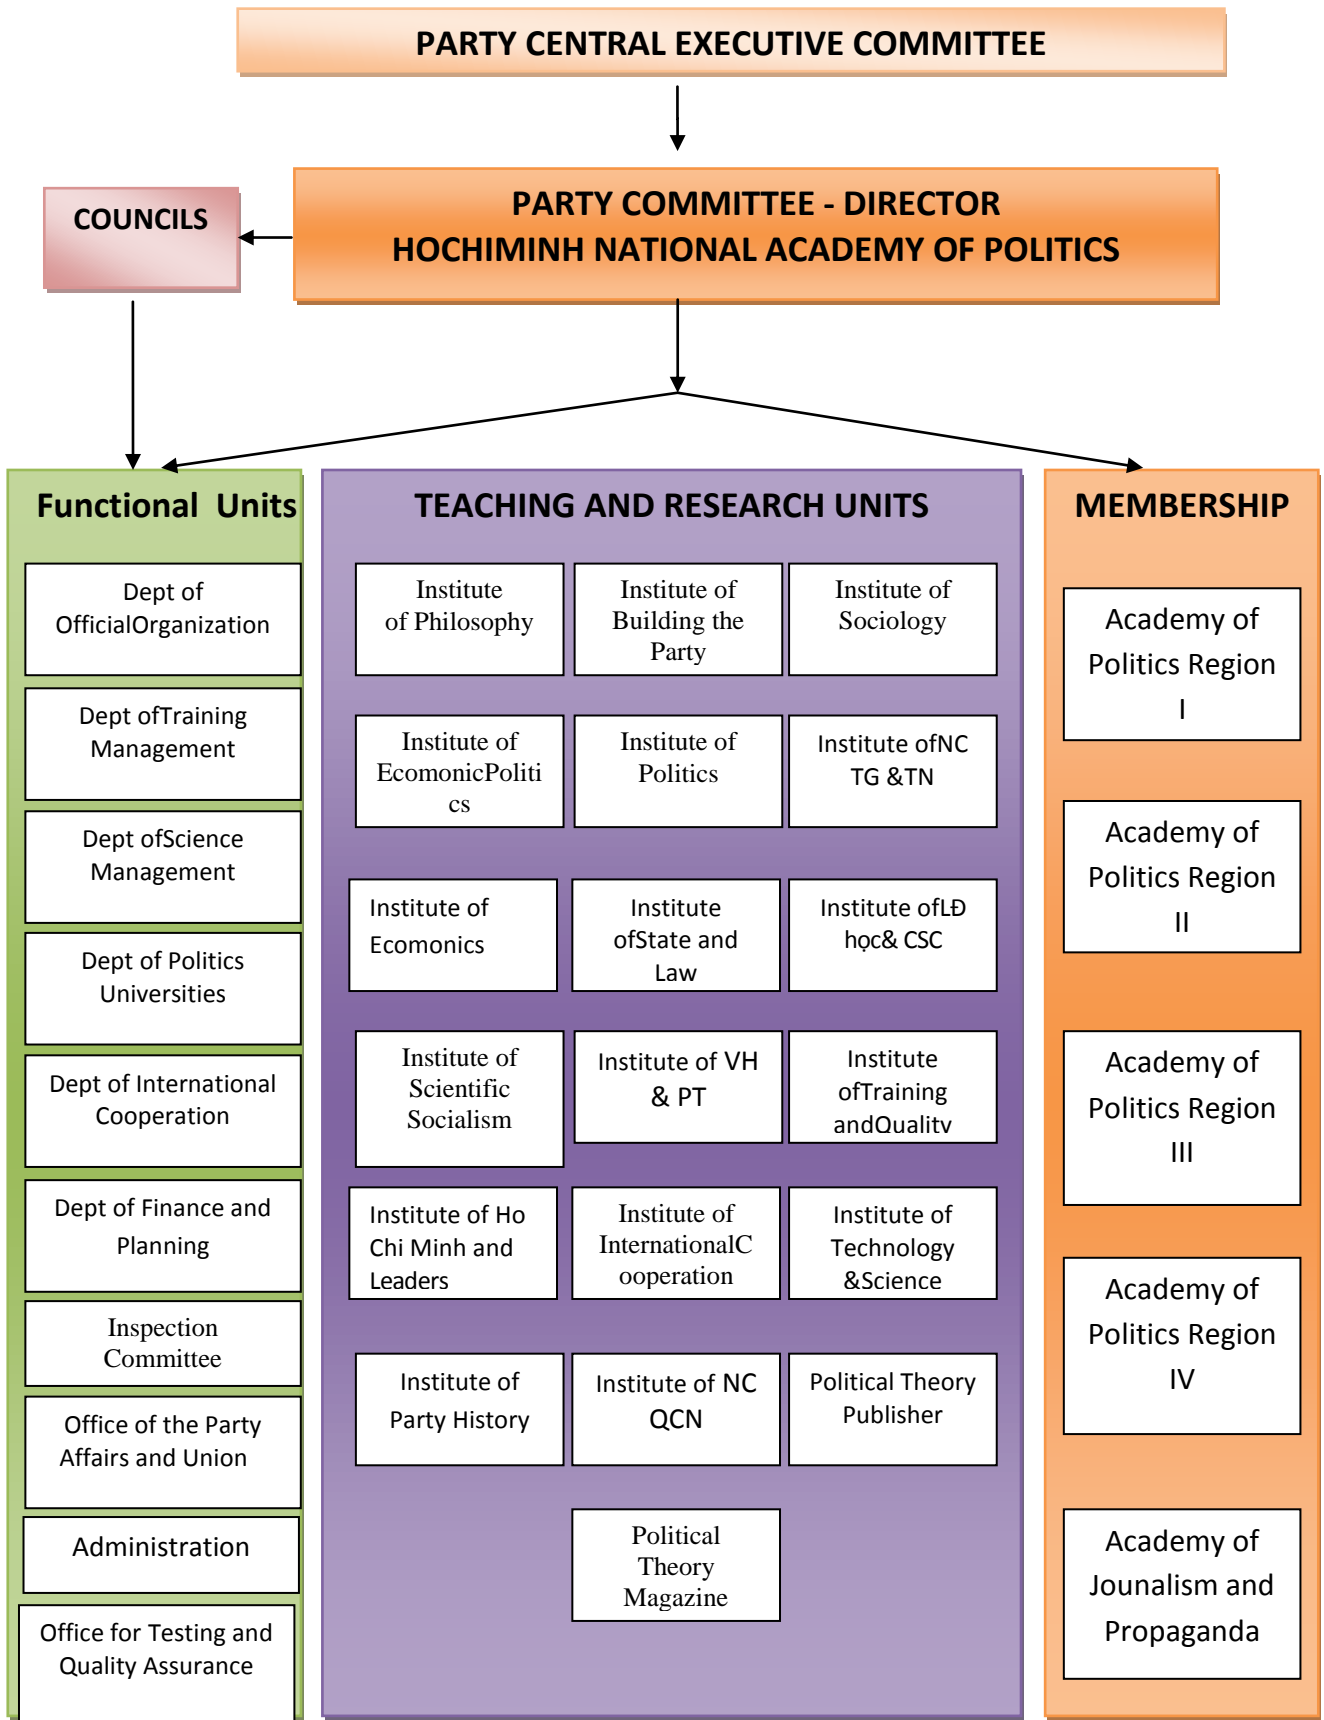 PARTY CENTRAL EXECUTIVE COMMITTEE
COUNCILS
PARTY COMMITTEE - DIRECTOR
HOCHIMINH NATIONAL ACADEMY OF POLITICS
Functional Units
Dept of
OfficialOrganization
Dept ofTraining
Management
Dept ofScience
Management
Dept of Politics
Universities
Dept of International
Cooperation
Dept of Finance and
Planning
Inspection
Committee
Office of the Party
Affairs and Union
Administration
Office for Testing and
Quality Assurance
TEACHING AND RESEARCH UNITS
Institute
of Philosophy
Institute of
Building the
Party
Institute of
Sociology
Institute of
EcomonicPoliti
cs
Institute of
Politics
Institute ofNC
TG &TN
Institute of
Ecomonics
Institute
ofState and
Law
Institute ofLĐ
học& CSC
Institute of
Scientific
Socialism
Institute of VH
& PT
Institute
ofTraining
andQuality
Institute of Ho
Chi Minh and
Leaders
Institute of
InternationalC
ooperation
Institute of
Technology
&Science
Institute of
Party History
Institute of NC
QCN
Political Theory
Publisher
Political
Theory
Magazine
MEMBERSHIP
Academy of
Politics Region
I
Academy of
Politics Region
II
Academy of
Politics Region
III
Academy of
Politics Region
IV
Academy of
Jounalism and
Propaganda